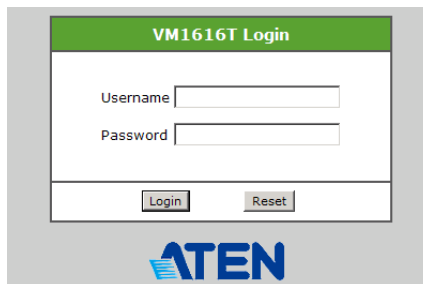 VM1616T Login
Username
Password
Login Reset
ATEN